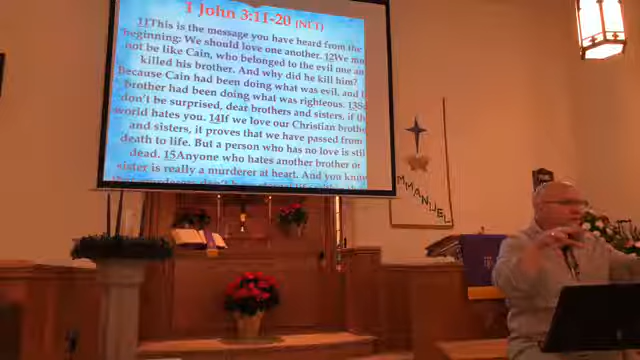 1 John 3:11-20 (NLT)
11This is the message you have heard from the
beginning: We should love one another. 12We
not be like Cain, who belonged to the evil one
killed his brother. And why did he kill him?
Because Cain had been doing what was evil, and
brother had been doing what was righteous.
don't be surprised, dear brothers and sisters, if the
world hates you. 14If we love our Christian
and sisters, it proves that we have passed from
death to life. But a person who has no love is
dead. 15Anyone who hates another brother or
sister is really a murderer at heart. And you know
MMANUEL